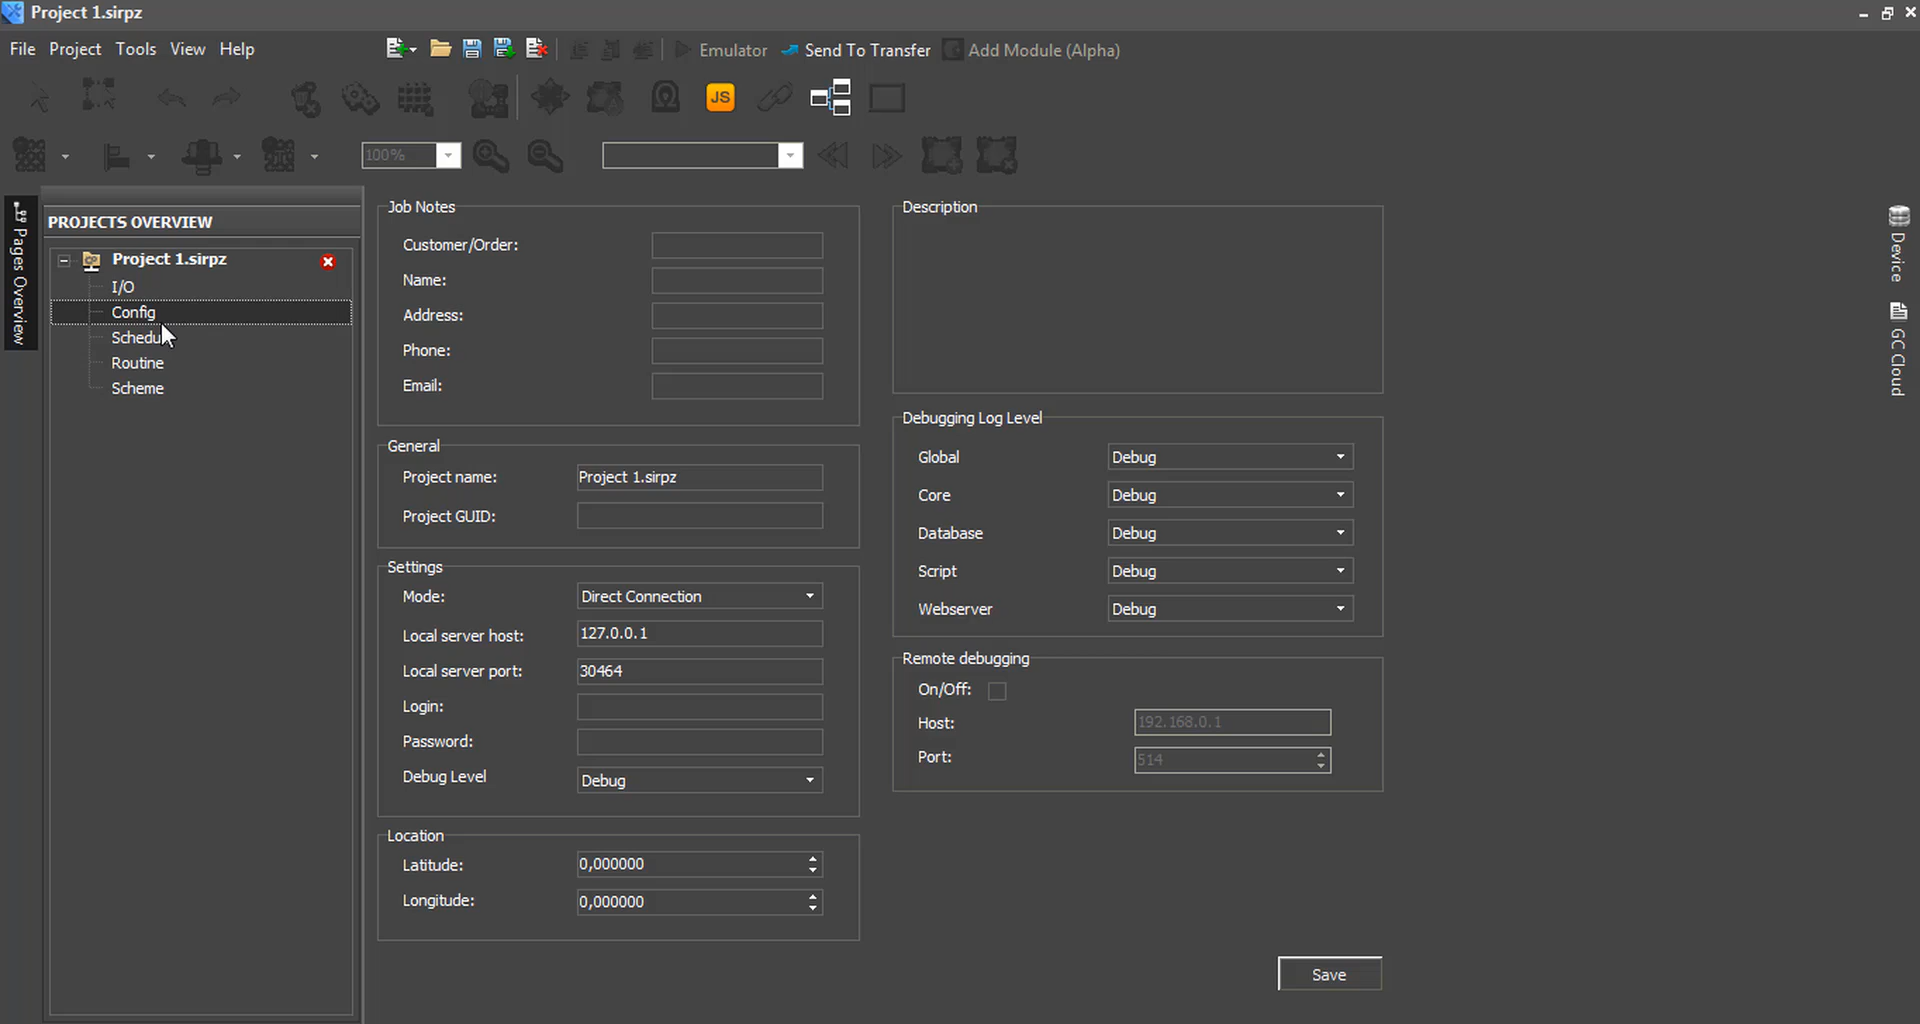 Project 1.sirpz
File Project Tools View Help
Emulator Send To Transfer Add Module (Alpha)
JS
100%
Pages Overview
PROJECTS OVERVIEW
Project 1.sirpz
I/O
Config
Routine
Scheme
Job Notes
Customer/Order:
Name:
Address:
Phone:
Email:
General
Project name: Project 1.sirpz
Project GUID:
Settings
Mode: Direct Connection
Local server host: 127.0.0.1
Local server port: 30464
Login:
Password:
Debug Level Debug
Location
Latitude: 0,000000
Longitude: 0,000000
Description
Debugging Log Level
Global Debug
Core Debug
Database Debug
Script Debug
Webserver Debug
Remote debugging
On/Off:
Host: 192.168.0.1
Port: 514
Save
Device
GC Cloud